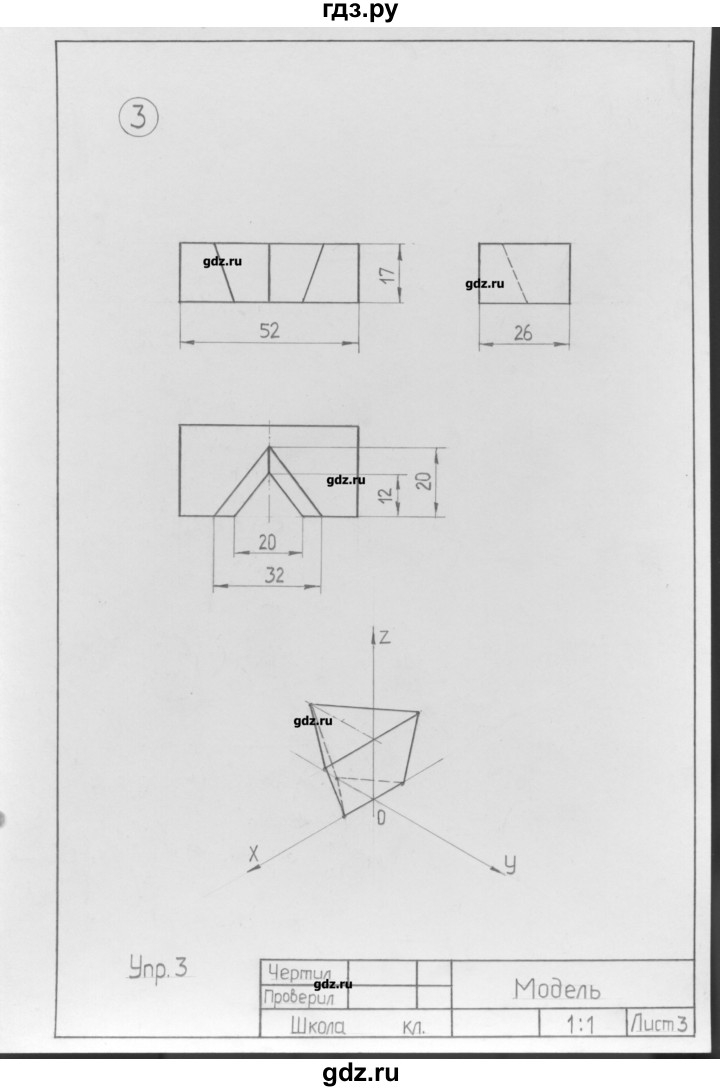 гдз.ру
3
gdz.ru
17
gdz.ru
52
26
gdz.ru
12
20
20
32
Z
gdz.ru
0
X
У
Упр. 3
Чертил
gdz.ru
Модель
Проверил
Школа кл.
1:1
Лист 3
gdz.ru